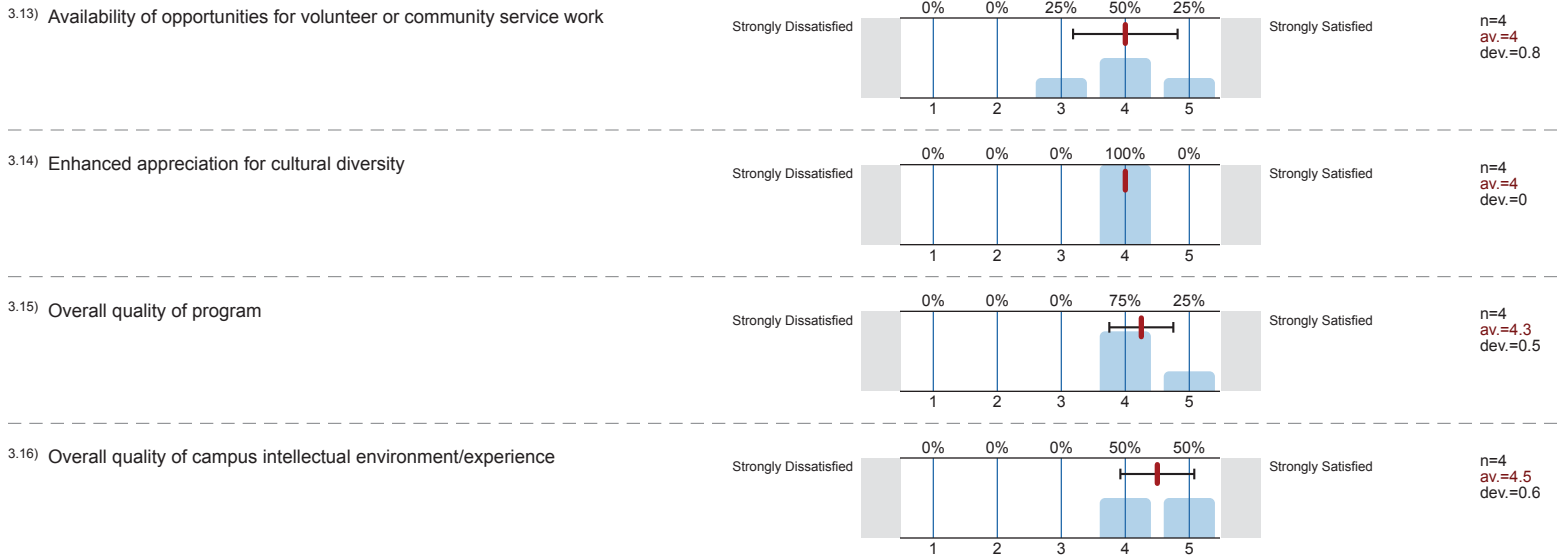 3.13) Availability of opportunities for volunteer or community service work
0% 0% 25% 50% 25%
Strongly Dissatisfied Strongly Satisfied
n=4
av.=4
dev.=0.8
1 2 3 4 5
3.14) Enhanced appreciation for cultural diversity
0% 0% 0% 100% 0%
Strongly Dissatisfied Strongly Satisfied
n=4
av.=4
dev.=0
1 2 3 4 5
3.15) Overall quality of program
0% 0% 0% 75% 25%
Strongly Dissatisfied Strongly Satisfied
n=4
av.=4.3
dev.=0.5
1 2 3 4 5
3.16) Overall quality of campus intellectual environment/experience
0% 0% 0% 50% 50%
Strongly Dissatisfied Strongly Satisfied
n=4
av.=4.5
dev.=0.6
1 2 3 4 5